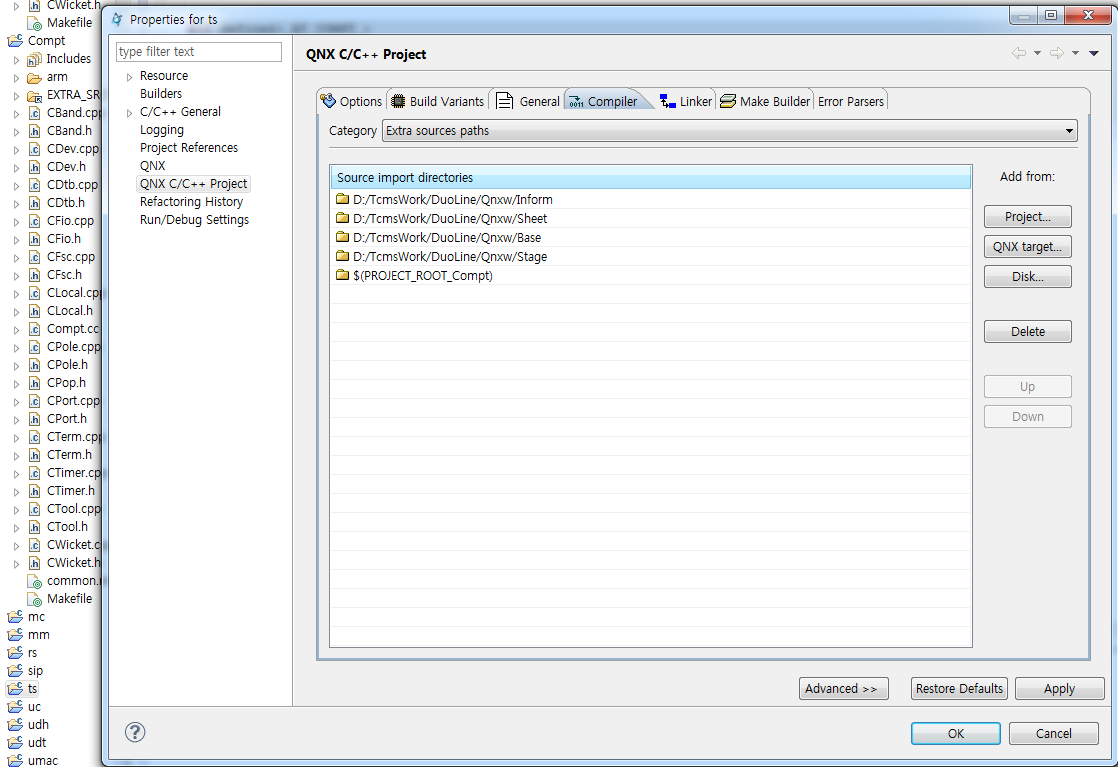 CWicket.h
Makefile
Compt
Includes
arm
EXTRA_SR
CBand.cpp
CBand.h
CDev.cpp
CDev.h
CDtb.cpp
CDtb.h
CFio.cpp
CFio.h
CFsc.cpp
CFsc.h
CLocal.cpp
CLocal.h
Compt.cc
CPole.cpp
CPole.h
CPop.h
CPort.cpp
CPort.h
CTerm.cpp
CTerm.h
CTimer.cp
CTimer.h
CTool.cpp
CTool.h
CWicket.c
CWicket.h
common.
Makefile
mc
mm
rs
sip
ts
uc
udh
udt
umac
Properties for ts
type filter text
Resource
Builders
C/C++ General
Logging
Project References
QNX
QNX C/C++ Project
Refactoring History
Run/Debug Settings
QNX C/C++ Project
Options Build Variants General Compiler Linker Make Builder Error Parsers
Category Extra sources paths
Source import directories
D:/TcmsWork/DuoLine/Qnxw/Inform
D:/TcmsWork/DuoLine/Qnxw/Sheet
D:/TcmsWork/DuoLine/Qnxw/Base
D:/TcmsWork/DuoLine/Qnxw/Stage
$(PROJECT_ROOT_Compt)
Add from:
Project...
QNX target...
Disk...
Delete
Up
Down
Advanced >>
Restore Defaults
Apply
?
OK
Cancel